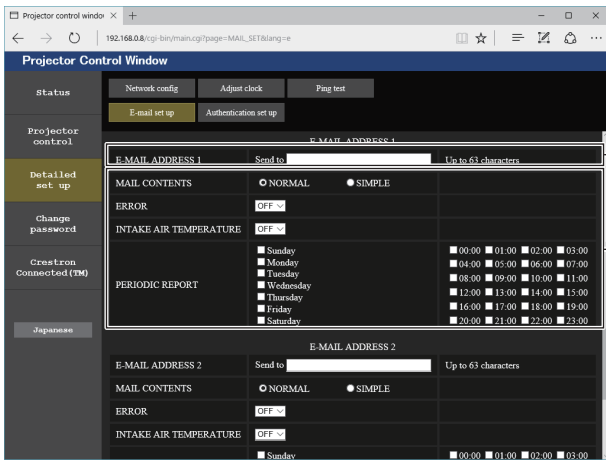 Projector control windo
192.168.0.8/cgi-bin/main.cgi?page=MAIL_SET&lang=e
Projector Control Window
Status
Projector
control
Detailed
set up
Change
password
Crestron
Connected(TM)
Japanese
Network config Adjust clock Ping test
E-mail set up Authentication set up
E-MAIL ADDRESS 1
E-MAIL ADDRESS 1 Send to Up to 63 characters
MAIL CONTENTS NORMAL SIMPLE
ERROR OFF
INTAKE AIR TEMPERATURE OFF
PERIODIC REPORT
Sunday
Monday
Tuesday
Wednesday
Thursday
Friday
Saturday
00:00 01:00 02:00 03:00
04:00 05:00 06:00 07:00
08:00 09:00 10:00 11:00
12:00 13:00 14:00 15:00
16:00 17:00 18:00 19:00
20:00 21:00 22:00 23:00
E-MAIL ADDRESS 2
E-MAIL ADDRESS 2 Send to Up to 63 characters
MAIL CONTENTS NORMAL SIMPLE
ERROR OFF
INTAKE AIR TEMPERATURE OFF
Sunday 00:00 01:00 02:00 03:00